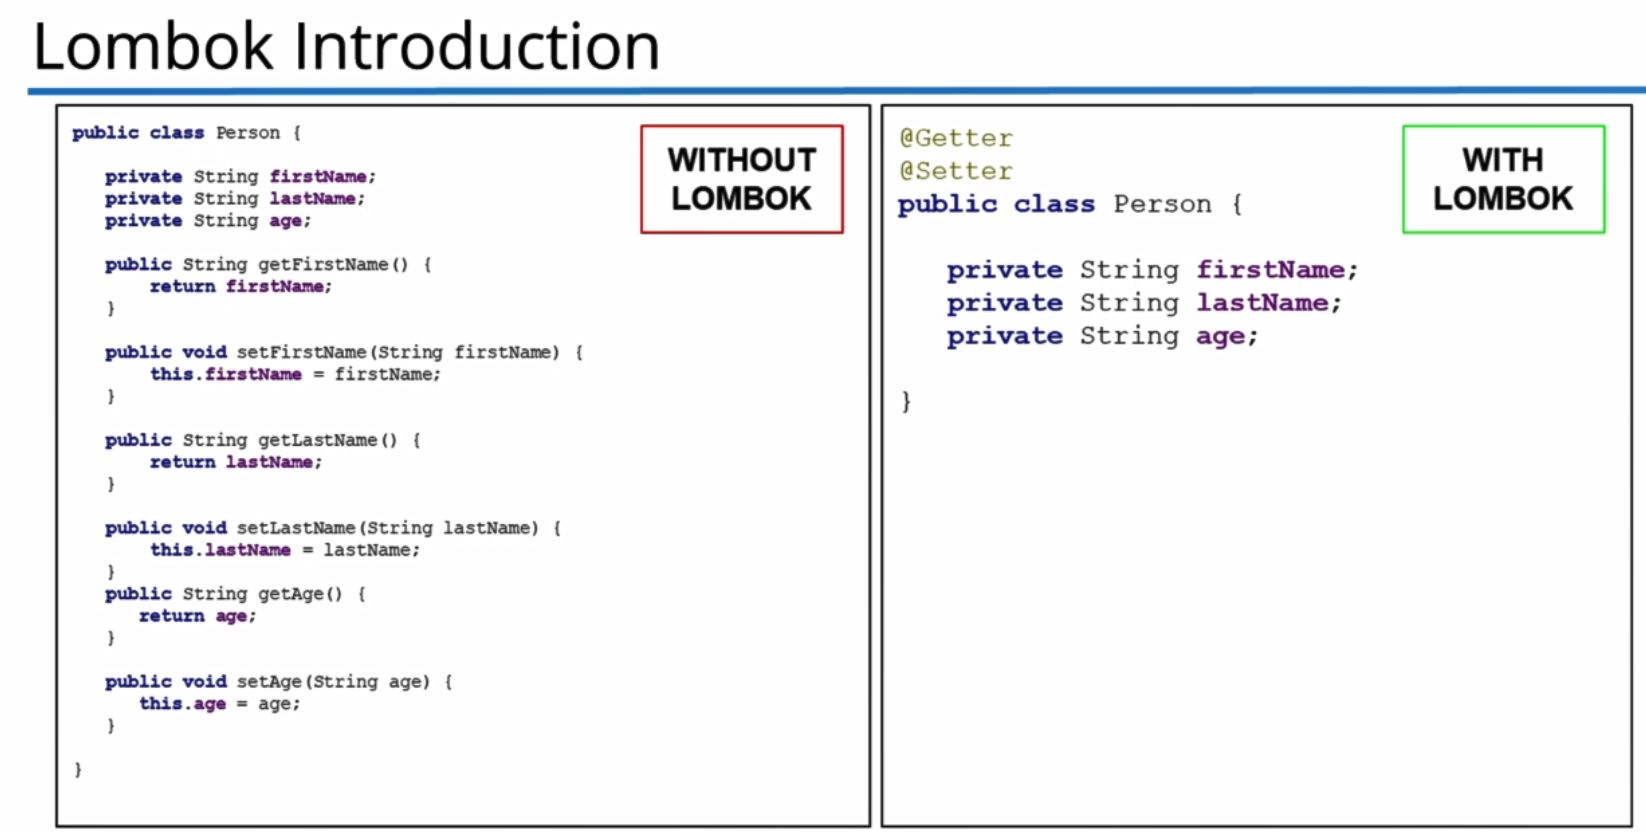 Lombok Introduction
public class Person {
private String firstName;
private String lastName;
private String age;
public String getFirstName() {
return firstName;
}
public void setFirstName(String firstName) {
this.firstName = firstName;
}
public String getLastName() {
return lastName;
}
public void setLastName(String lastName) {
this.lastName = lastName;
}
public String getAge() {
return age;
}
public void setAge(String age) {
this.age = age;
}
}
WITHOUT
LOMBOK
@Getter
@Setter
public class Person {
private String firstName;
private String lastName;
private String age;
}
WITH
LOMBOK